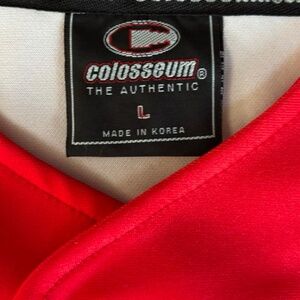 colosseum®
THE AUTHENTIC
L
MADE IN KOREA